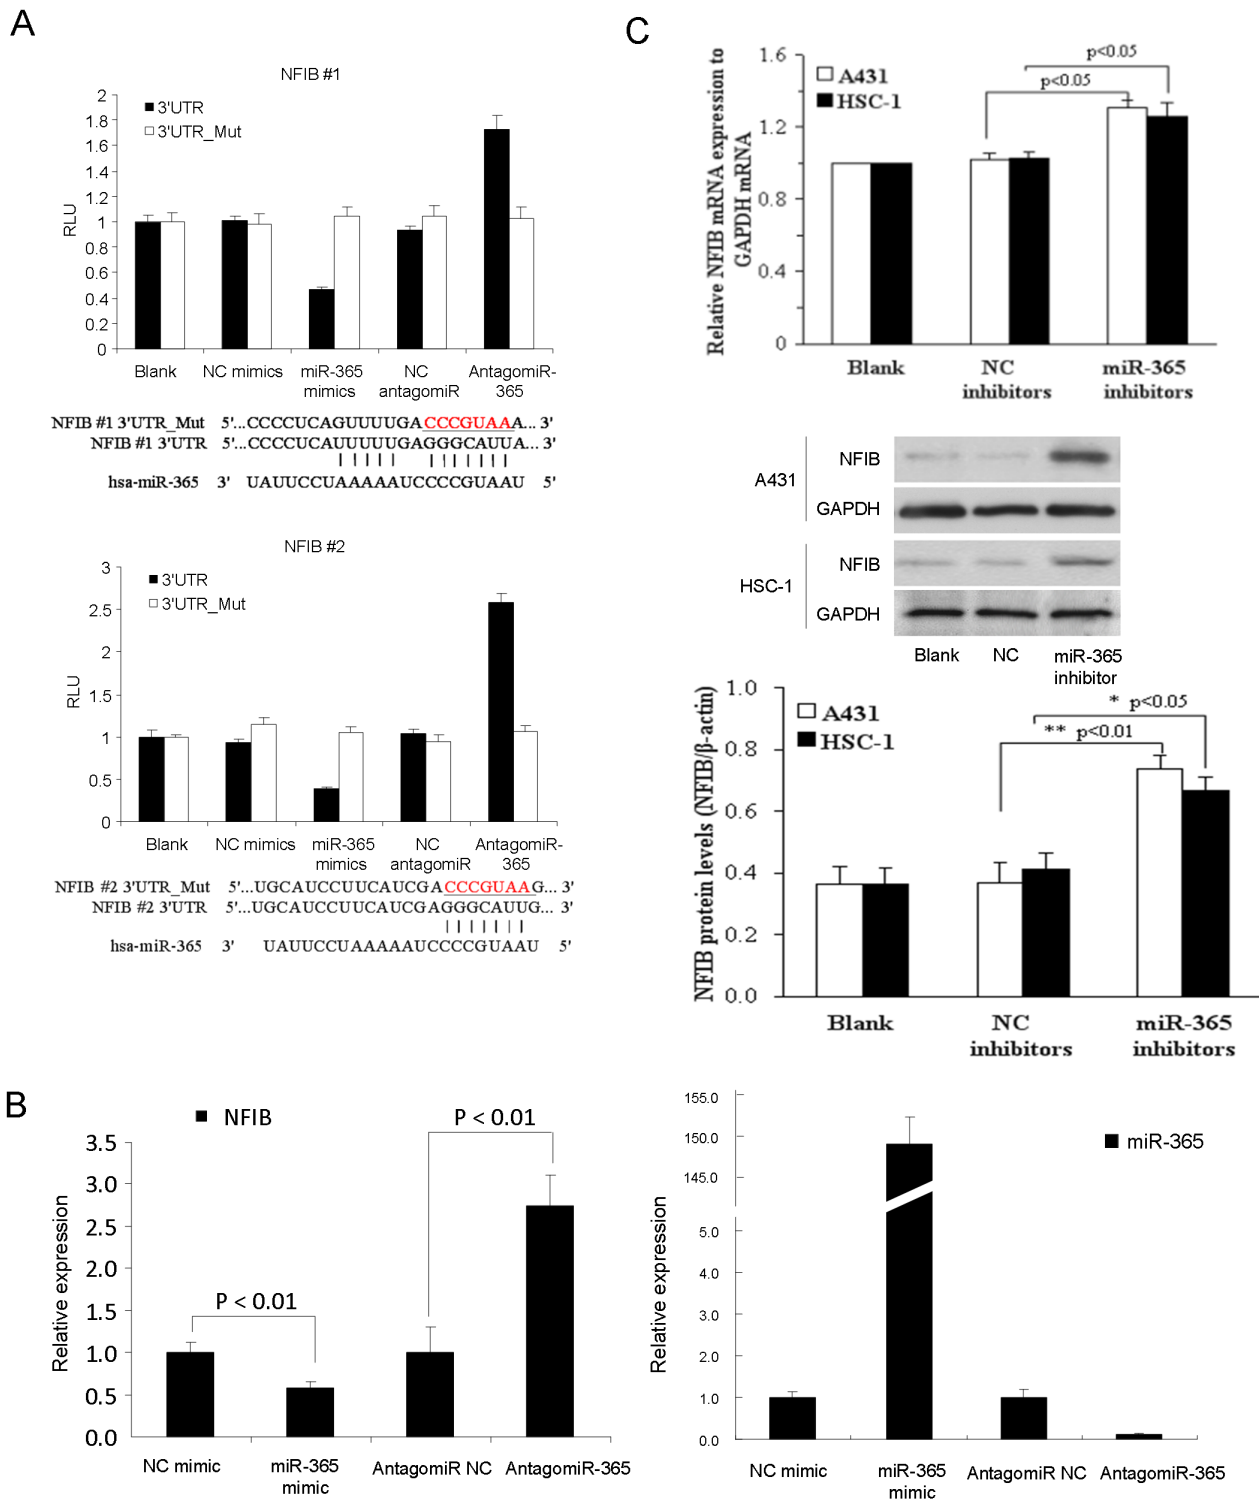 A
NFIB #1
2
1.8
1.6
1.4
1.2
1
0.8
0.6
0.4
0.2
0
RLU
3'UTR
3'UTR_Mut
Blank
NC mimics
miR-365
mimics
NC
antagomiR
AntagomiR-
365
NFIB #1 3'UTR_Mut 5'...CCCCUCAGUUUUGACCCGUAAA... 3'
NFIB #1 3'UTR 5'...CCCCUCAUUUUUGAGGGCAUUA... 3'
hsa-miR-365 3' UAUUCCUAAAAAUCCCCGUAAU 5'
NFIB #2
3
2.5
2
1.5
1
0.5
0
RLU
3'UTR
3'UTR_Mut
Blank
NC mimics
miR-365
mimics
NC
antagomiR
AntagomiR-
365
NFIB #2 3'UTR_Mut 5'...UGCAUCCUUCAUCGACCCGUAAG... 3'
NFIB #2 3'UTR 5'...UGCAUCCUUCAUCGAGGGCAUUG... 3'
hsa-miR-365 3' UAUUCCUAAAAAUCCCCGUAAU 5'
C
1.6
1.2
0.8
0.4
0
Relative NFIB mRNA expression to
GAPDH mRNA
A431
HSC-1
p<0.05
p<0.05
Blank
NC
inhibitors
miR-365
inhibitors
A431
NFIB
GAPDH
HSC-1
NFIB
GAPDH
Blank
NC
miR-365
inhibitor
1.0
0.8
0.6
0.4
0.2
0.0
NFIB protein levels (NFIB/β-actin)
A431
HSC-1
* p<0.05
** p<0.01
Blank
NC
inhibitors
miR-365
inhibitors
B
NFIB
3.5
3.0
2.5
2.0
1.5
1.0
0.5
0.0
Relative expression
P < 0.01
P < 0.01
NC mimic
miR-365
mimic
AntagomiR NC
AntagomiR-365
155.0
150.0
145.0
5.0
4.0
3.0
2.0
1.0
0.0
Relative expression
miR-365
NC mimic
miR-365
mimic
AntagomiR NC
AntagomiR-365